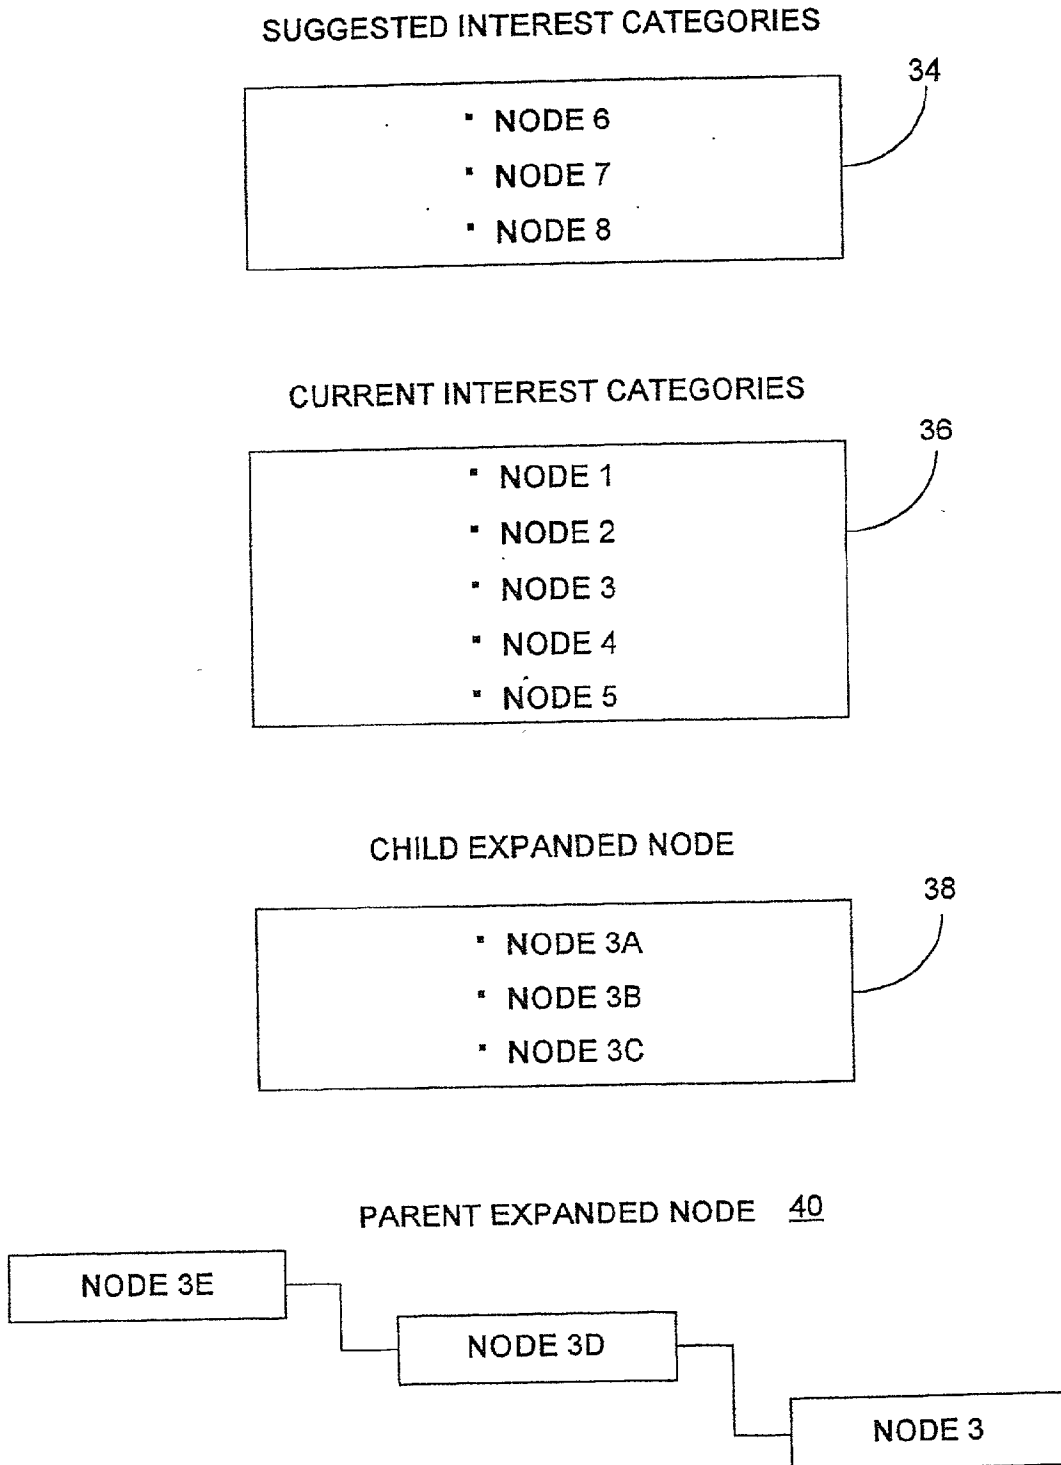 SUGGESTED INTEREST CATEGORIES
34
▪ NODE 6
▪ NODE 7
▪ NODE 8
CURRENT INTEREST CATEGORIES
36
▪ NODE 1
▪ NODE 2
▪ NODE 3
▪ NODE 4
▪ NODE 5
CHILD EXPANDED NODE
38
▪ NODE 3A
▪ NODE 3B
▪ NODE 3C
PARENT EXPANDED NODE 40
NODE 3E
NODE 3D
NODE 3